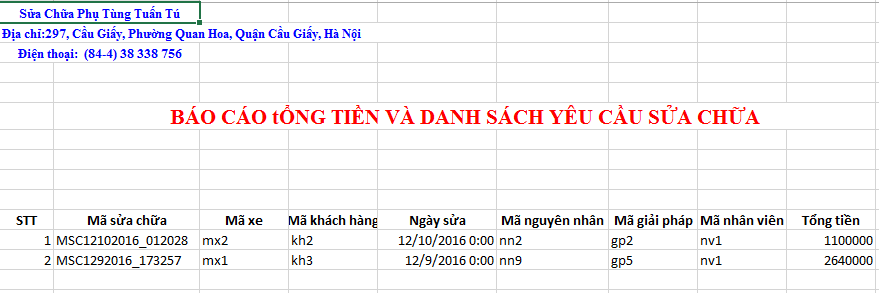 Sửa Chữa Phụ Tùng Tuấn Tú
Địa chỉ:297, Cầu Giấy, Phường Quan Hoa, Quận Cầu Giấy, Hà Nội
Điện thoại: (84-4) 38 338 756
BÁO CÁO tỔNG TIỀN VÀ DANH SÁCH YÊU CẦU SỬA CHỮA
STT Mã sửa chữa Mã xe Mã khách hàng Ngày sửa Mã nguyên nhân Mã giải pháp Mã nhân viên Tổng tiền
1 MSC12102016_012028 mx2 kh2 12/10/2016 0:00 nn2 gp2 nv1 1100000
2 MSC1292016_173257 mx1 kh3 12/9/2016 0:00 nn9 gp5 nv1 2640000